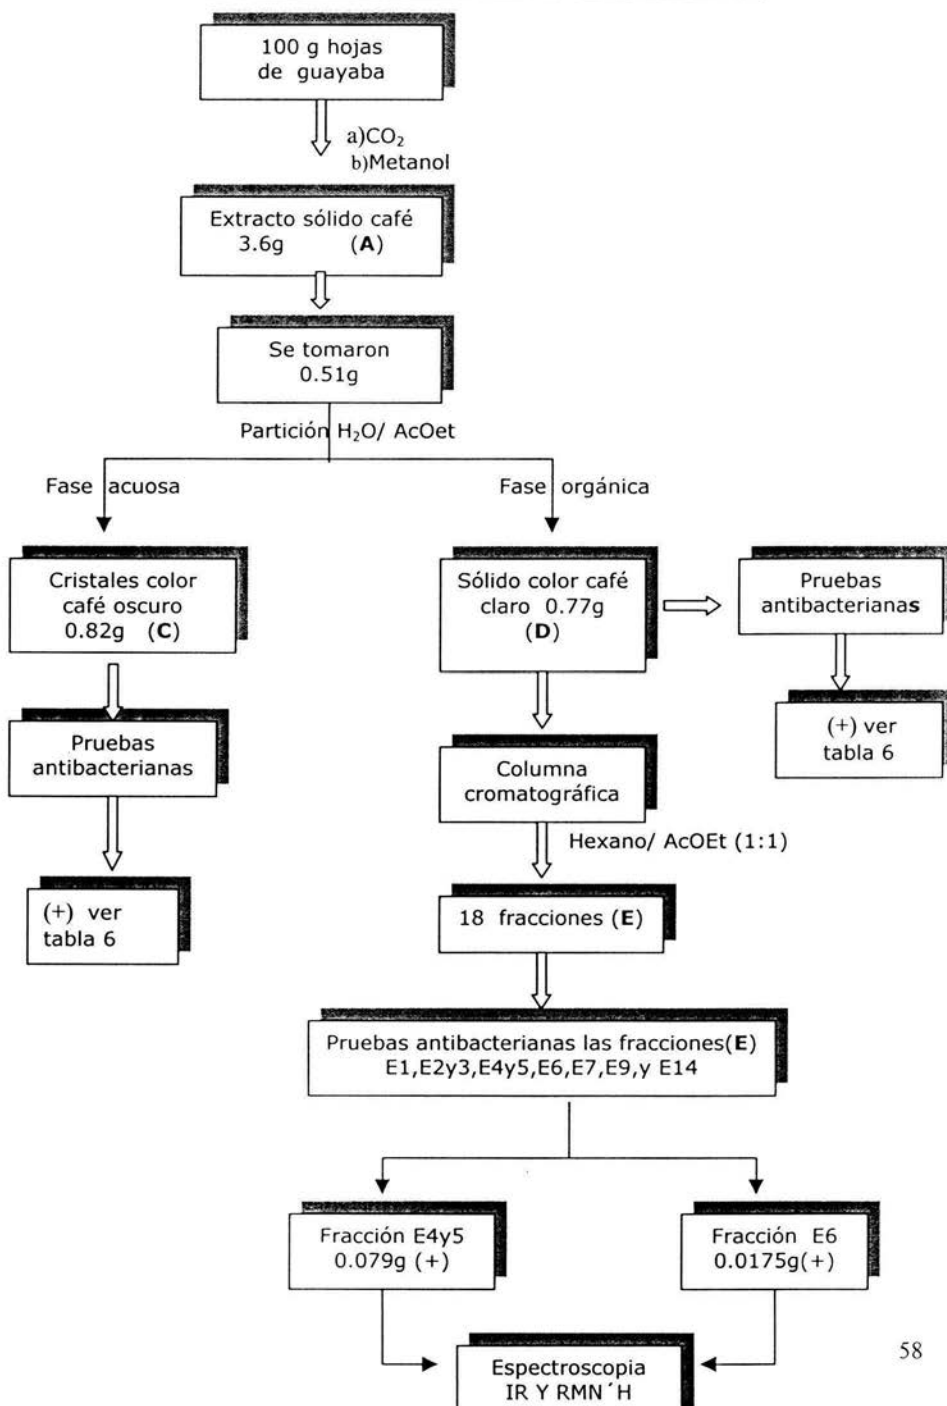 100 g hojas
de guayaba
a)CO₂
b)Metanol
Extracto sólido café
3.6g (A)
Se tomaron
0.51g
Partición H₂O/ AcOet
Fase acuosa
Fase orgánica
Cristales color
café oscuro
0.82g (C)
Sólido color café
claro 0.77g
(D)
Pruebas
antibacterianas
Pruebas
antibacterianas
(+) ver
tabla 6
Columna
cromatográfica
(+) ver
tabla 6
Hexano/ AcOEt (1:1)
18 fracciones (E)
Pruebas antibacterianas las fracciones(E)
E1,E2y3,E4y5,E6,E7,E9,y E14
Fracción E4y5
0.079g (+)
Fracción E6
0.0175g(+)
Espectroscopia
IR Y RMN´H
58